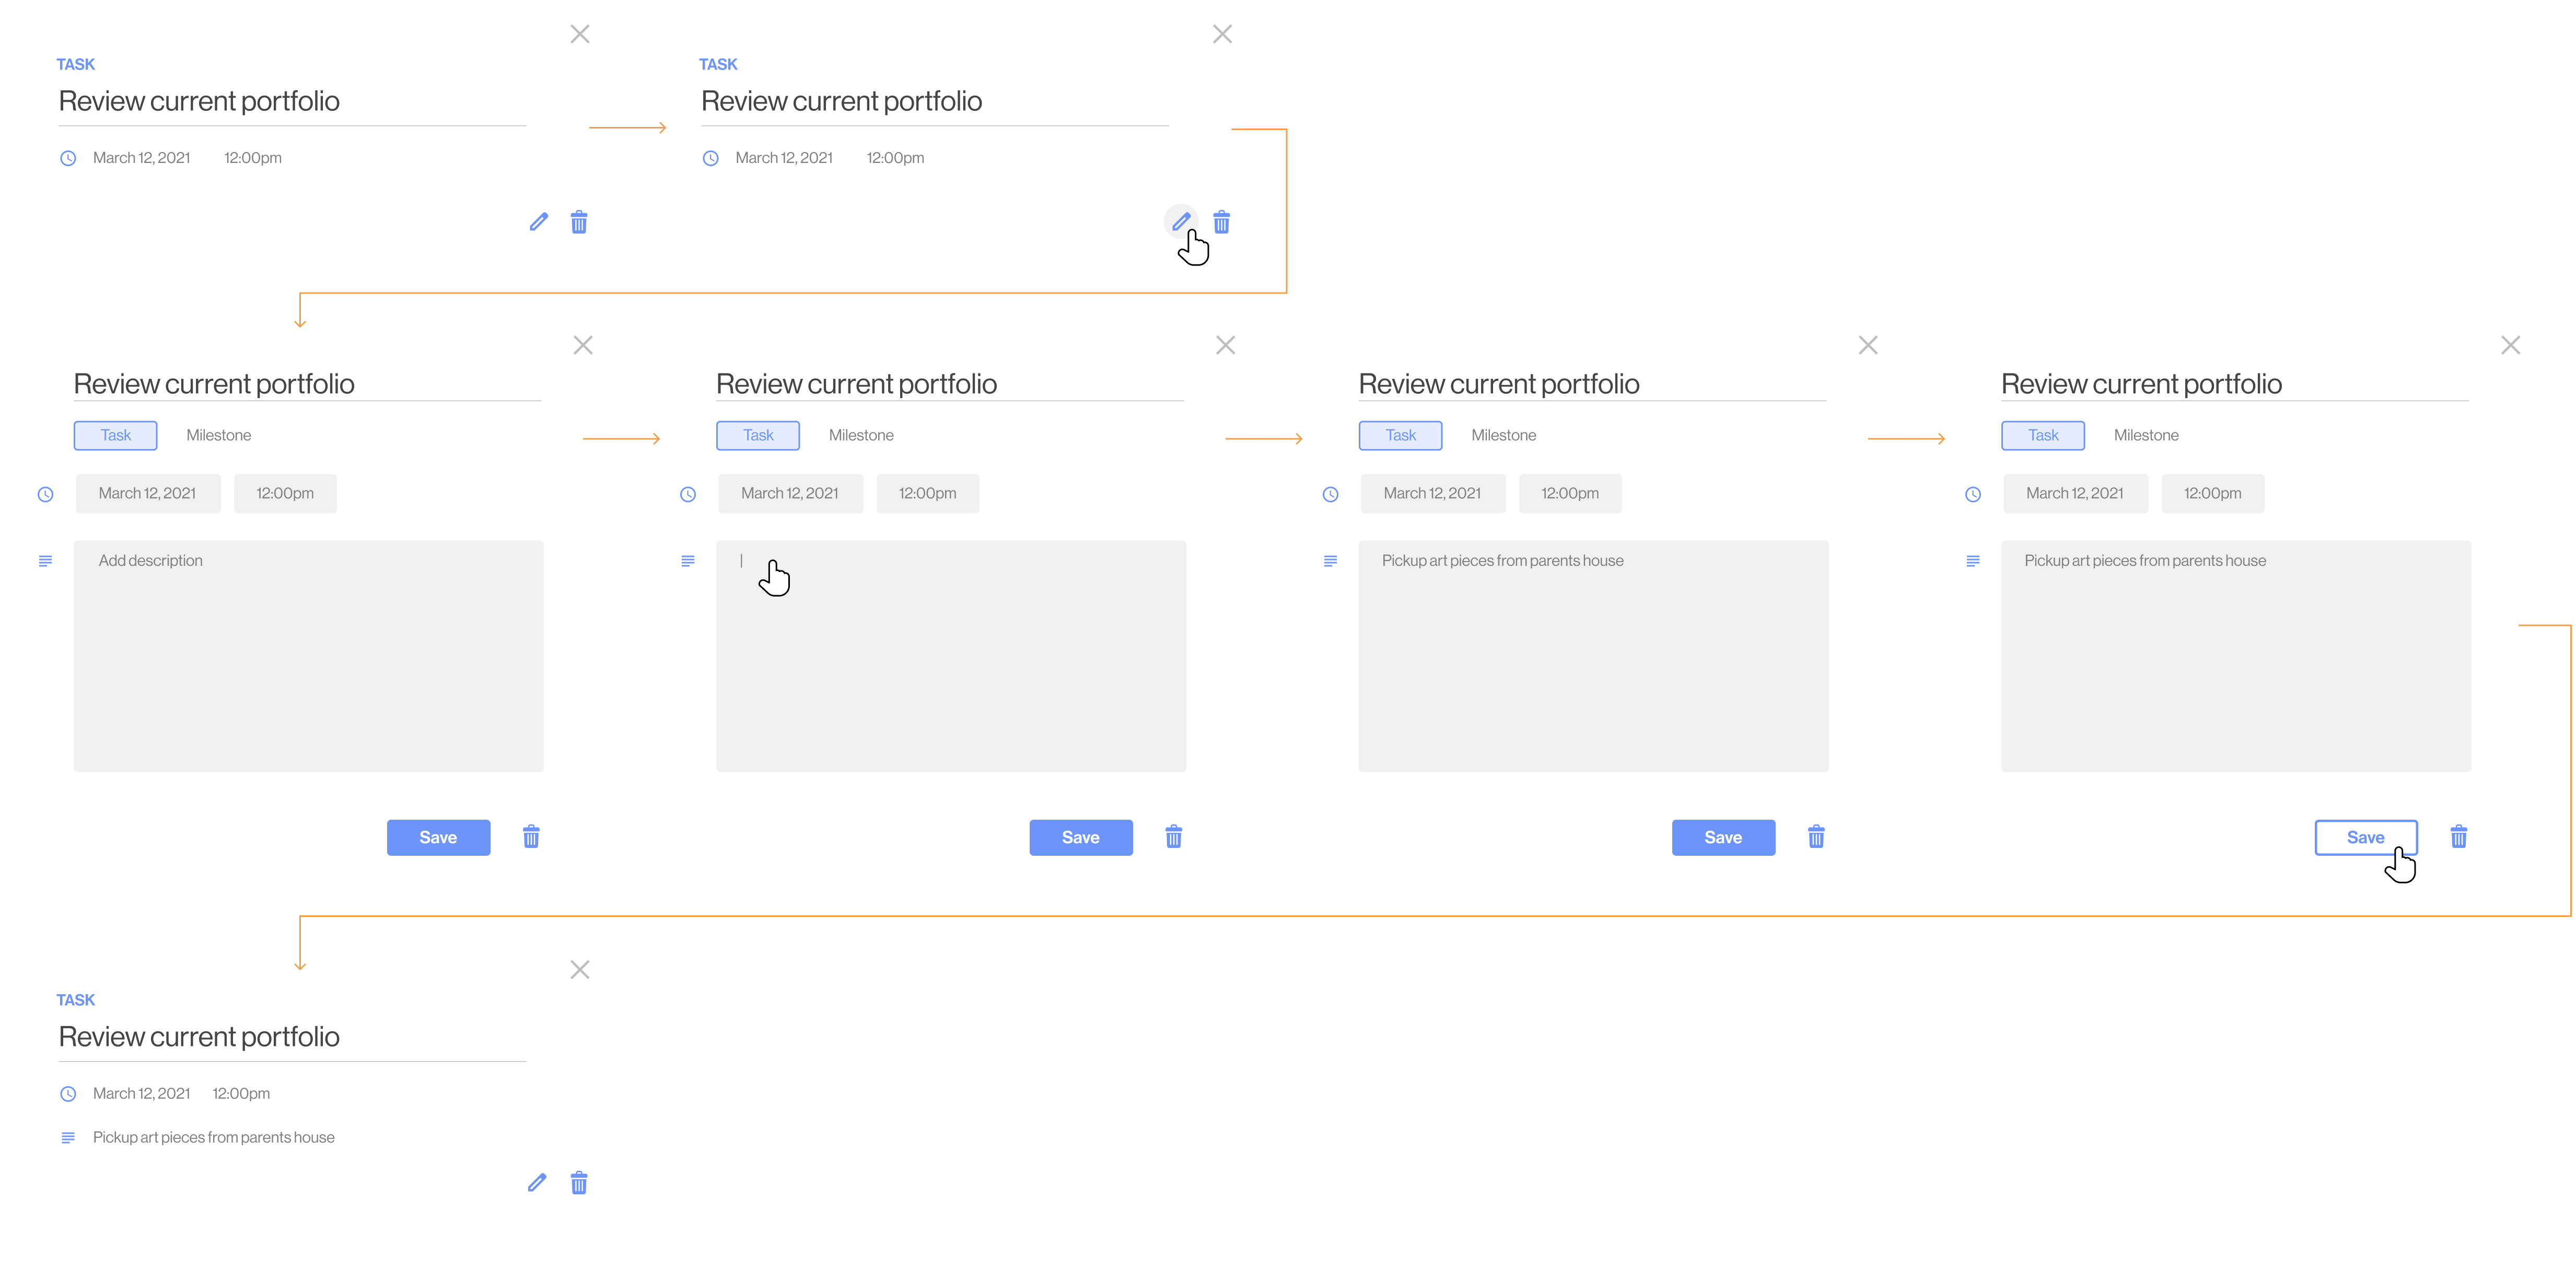 TASK
Review current portfolio
March 12, 2021 12:00pm
TASK
Review current portfolio
March 12, 2021 12:00pm
Review current portfolio
Task Milestone
March 12, 2021 12:00pm
Add description
Save
Review current portfolio
Task Milestone
March 12, 2021 12:00pm
Save
Review current portfolio
Task Milestone
March 12, 2021 12:00pm
Pickup art pieces from parents house
Save
Review current portfolio
Task Milestone
March 12, 2021 12:00pm
Pickup art pieces from parents house
Save
TASK
Review current portfolio
March 12, 2021 12:00pm
Pickup art pieces from parents house